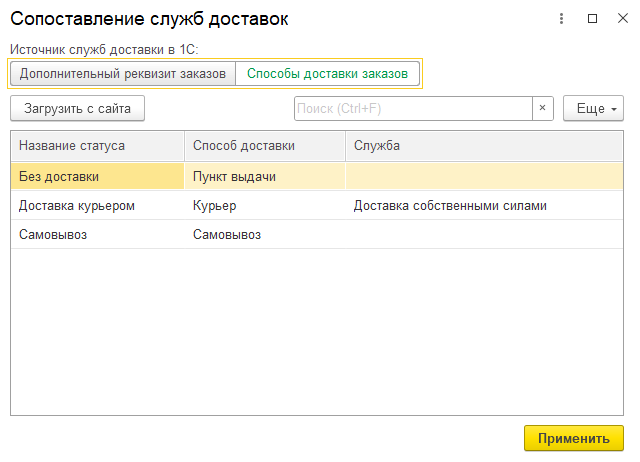 Сопоставление служб доставок
Источник служб доставки в 1С:
Дополнительный реквизит заказов Способы доставки заказов
Загрузить с сайта Поиск (Ctrl+F) × Еще
Название статуса Способ доставки Служба
Без доставки Пункт выдачи
Доставка курьером Курьер Доставка собственными силами
Самовывоз Самовывоз
Применить